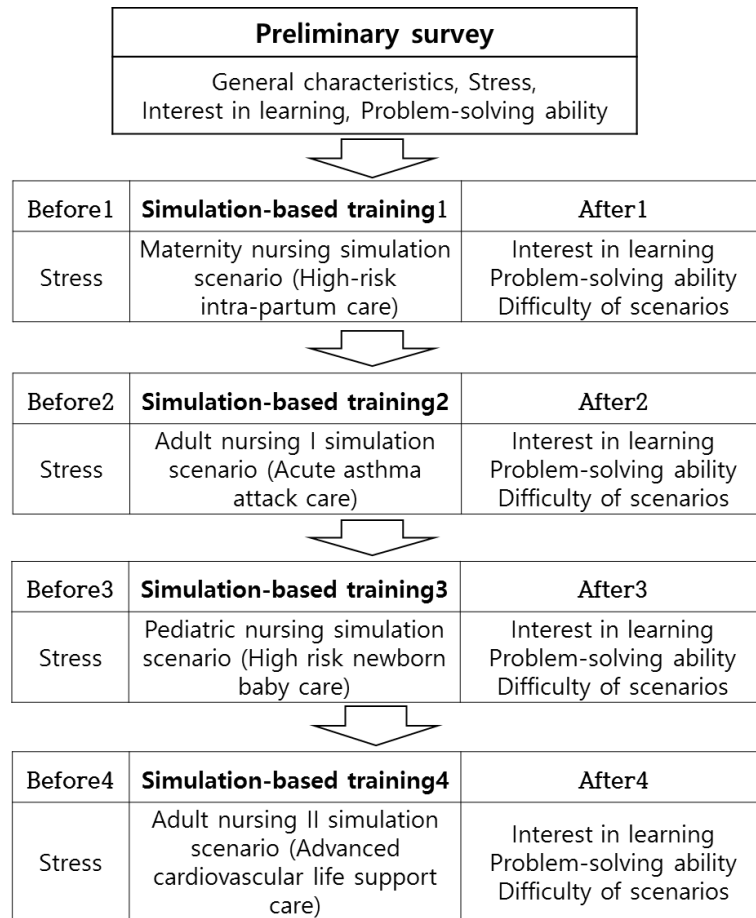 Preliminary survey
General characteristics, Stress,
Interest in learning, Problem-solving ability
Before1 Simulation-based training1 After1
Stress
Maternity nursing simulation
scenario (High-risk
intra-partum care)
Interest in learning
Problem-solving ability
Difficulty of scenarios
Before2 Simulation-based training2 After2
Stress
Adult nursing I simulation
scenario (Acute asthma
attack care)
Interest in learning
Problem-solving ability
Difficulty of scenarios
Before3 Simulation-based training3 After3
Stress
Pediatric nursing simulation
scenario (High risk newborn
baby care)
Interest in learning
Problem-solving ability
Difficulty of scenarios
Before4 Simulation-based training4 After4
Stress
Adult nursing II simulation
scenario (Advanced
cardiovascular life support
care)
Interest in learning
Problem-solving ability
Difficulty of scenarios